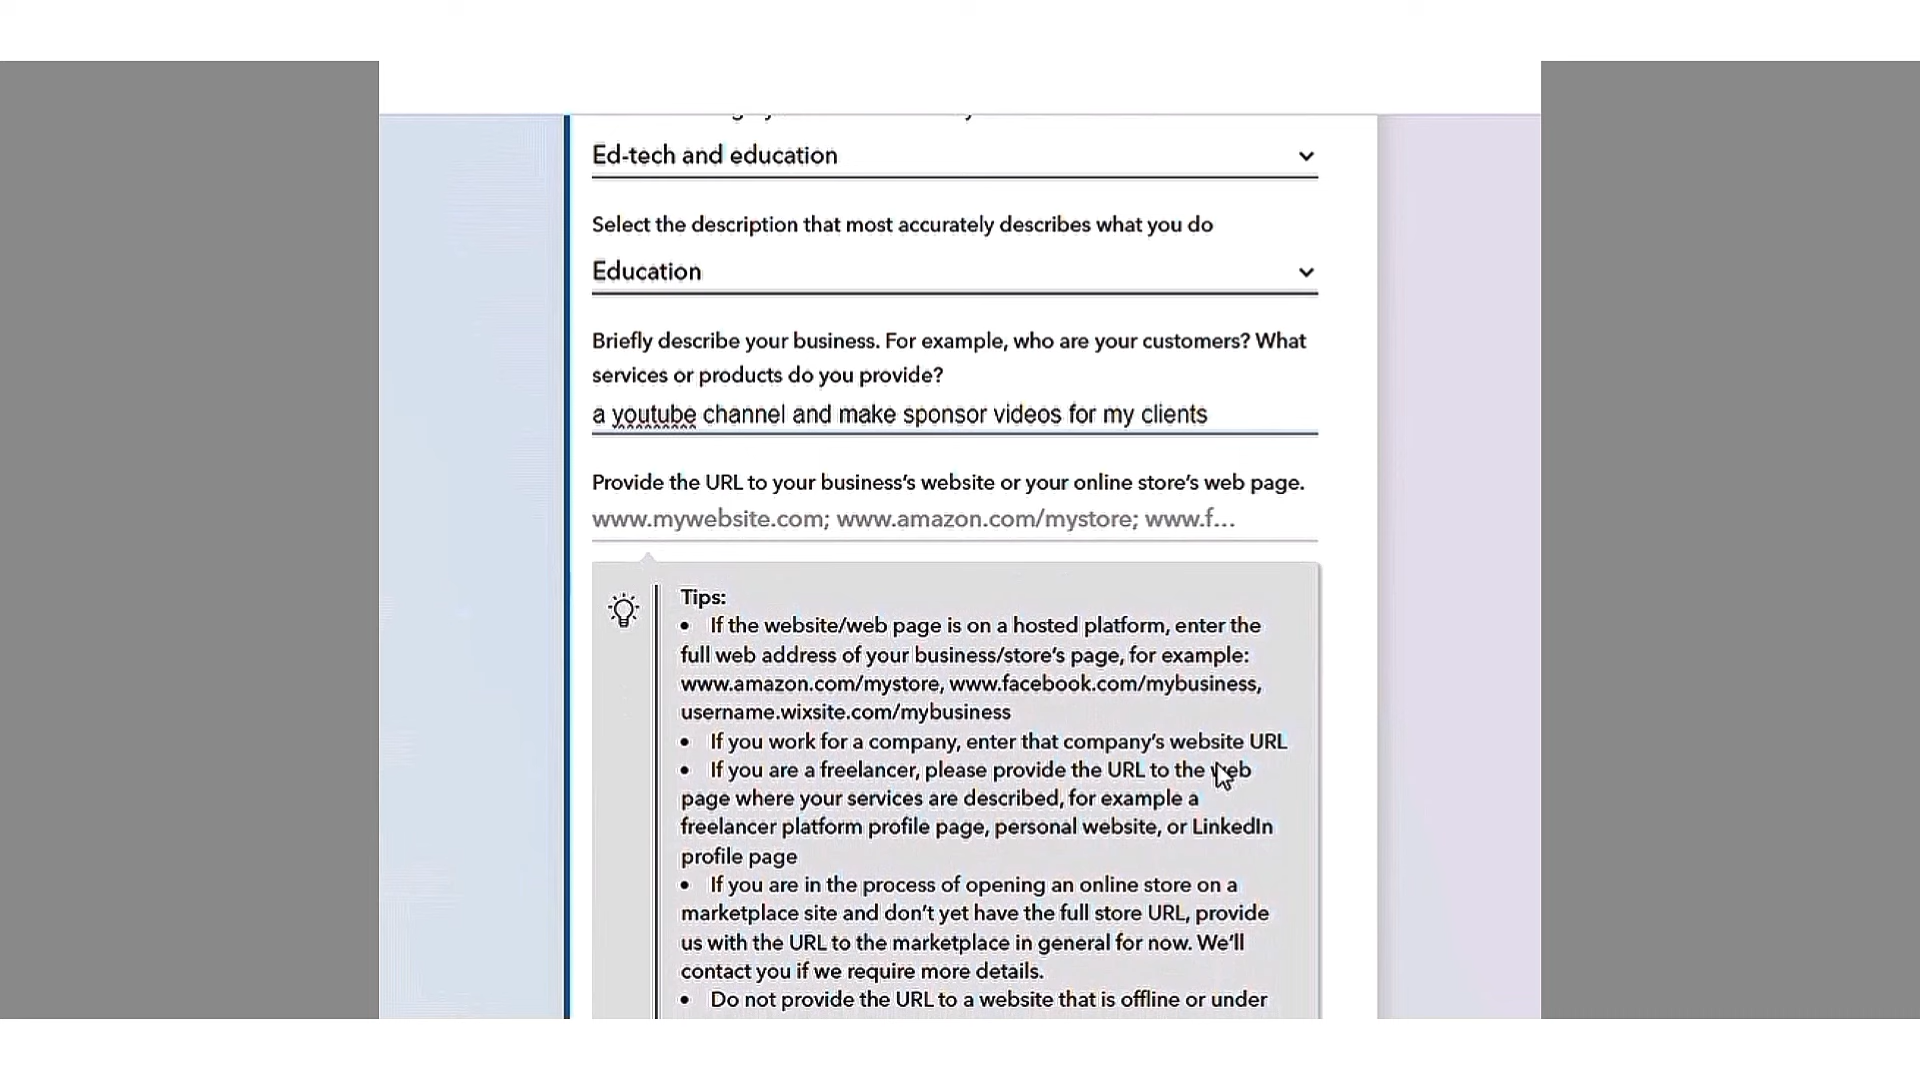 Ed-tech and education
Select the description that most accurately describes what you do
Education
Briefly describe your business. For example, who are your customers? What
services or products do you provide?
a youtube channel and make sponsor videos for my clients
Provide the URL to your business's website or your online store's web page.
www.mywebsite.com; www.amazon.com/mystore; www.f...
Tips:
• If the website/web page is on a hosted platform, enter the
full web address of your business/store's page, for example:
www.amazon.com/mystore, www.facebook.com/mybusiness,
username.wixsite.com/mybusiness
• If you work for a company, enter that company's website URL
• If you are a freelancer, please provide the URL to the web
page where your services are described, for example a
freelancer platform profile page, personal website, or LinkedIn
profile page
• If you are in the process of opening an online store on a
marketplace site and don't yet have the full store URL, provide
us with the URL to the marketplace in general for now. We'll
contact you if we require more details.
• Do not provide the URL to a website that is offline or under